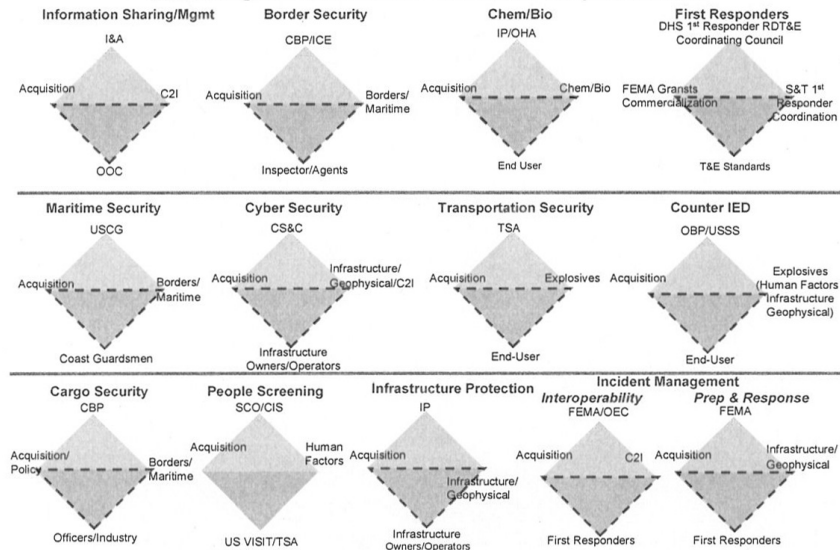 Information Sharing/Mgmt
I&A
Acquisition
C2I
OOC
Border Security
CBP/ICE
Acquisition
Borders/
Maritime
Inspector/Agents
Chem/Bio
IP/OHA
Acquisition
Chem/Bio
End User
First Responders
DHS 1st Responder RDT&E
Coordinating Council
FEMA Gransts
Commercialization
S&T 1st
Responder
Coordination
T&E Standards
Maritime Security
USCG
Acquisition
Borders/
Maritime
Coast Guardsmen
Cyber Security
CS&C
Acquisition
Infrastructure/
Geophysical/C2I
Infrastructure
Owners/Operators
Transportation Security
TSA
Acquisition
Explosives
End-User
Counter IED
OBP/USSS
Acquisition
Explosives
(Human Factors
Infrastructure
Geophysical)
End-User
Cargo Security
CBP
Acquisition/
Policy
Borders/
Maritime
Officers/Industry
People Screening
SCO/CIS
Acquisition
Human
Factors
US VISIT/TSA
Infrastructure Protection
IP
Acquisition
Infrastructure/
Geophysical
Infrastructure
Owners/Operators
Incident Management
Interoperability
FEMA/OEC
Acquisition
C2I
First Responders
Prep & Response
FEMA
Acquisition
Infrastructure/
Geophysical
First Responders